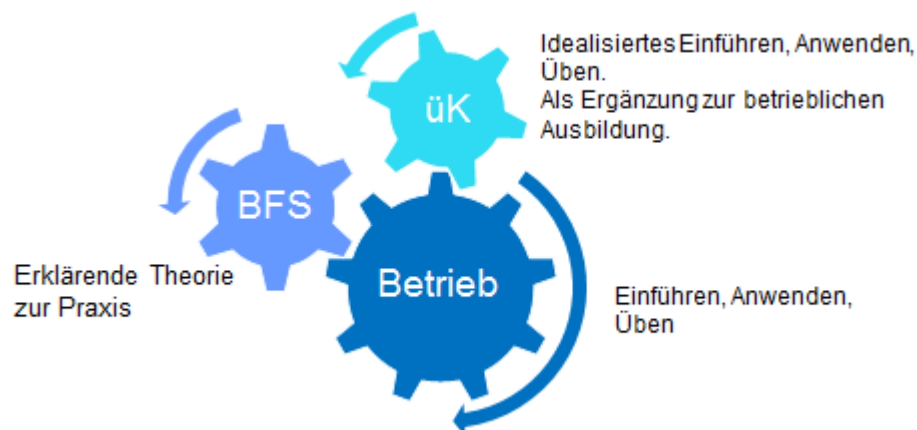 Idealisiertes Einführen, Anwenden,
Üben.
Als Ergänzung zur betrieblichen
Ausbildung.
üK
BFS
Betrieb
Erklärende Theorie
zur Praxis
Einführen, Anwenden,
Üben